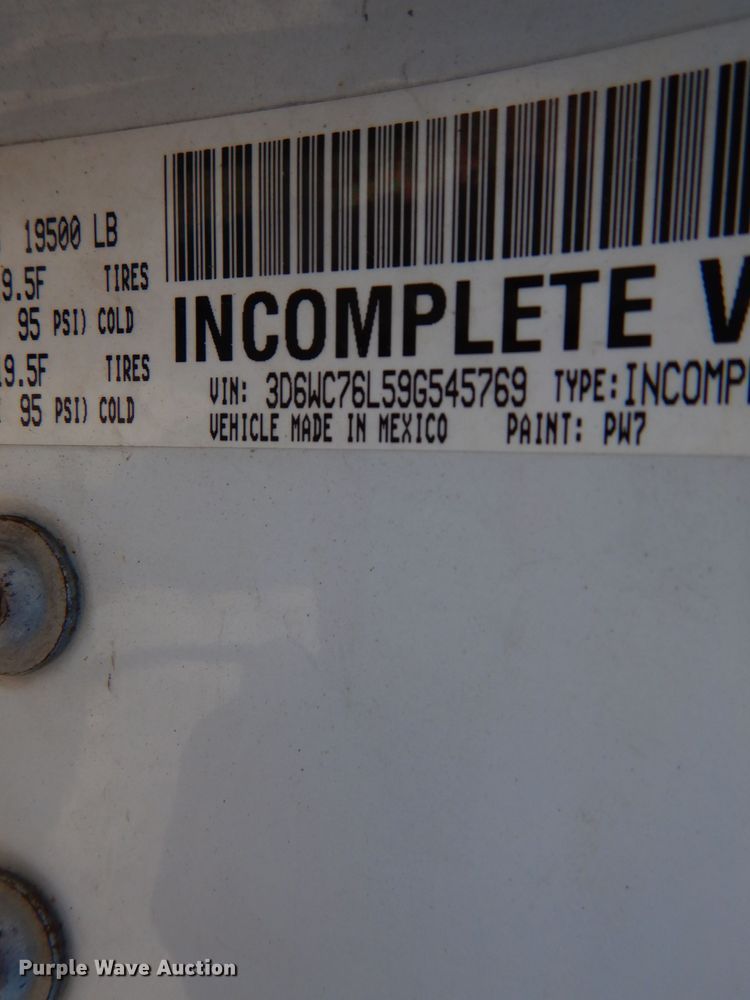 19500 LB
9.5F TIRES
95 PSI) COLD
19.5F TIRES
95 PSI) COLD
INCOMPLETE V
VIN: 3D6WC76L59G545769 TYPE: INCOMP
VEHICLE MADE IN MEXICO PAINT: PW7
Purple Wave Auction